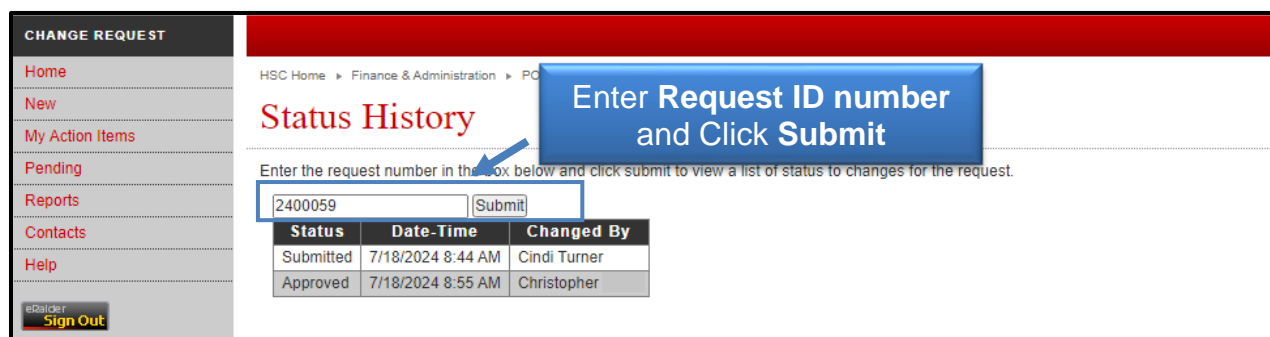 CHANGE REQUEST
Home
New
My Action Items
Pending
Reports
Contacts
Help
eRaider
Sign Out
HSC Home ▸ Finance & Administration ▸ PO
Status History
Enter Request ID number
and Click Submit
Enter the request number in the box below and click submit to view a list of status to changes for the request.
2400059 Submit
Status Date-Time Changed By
Submitted 7/18/2024 8:44 AM Cindi Turner
Approved 7/18/2024 8:55 AM Christopher